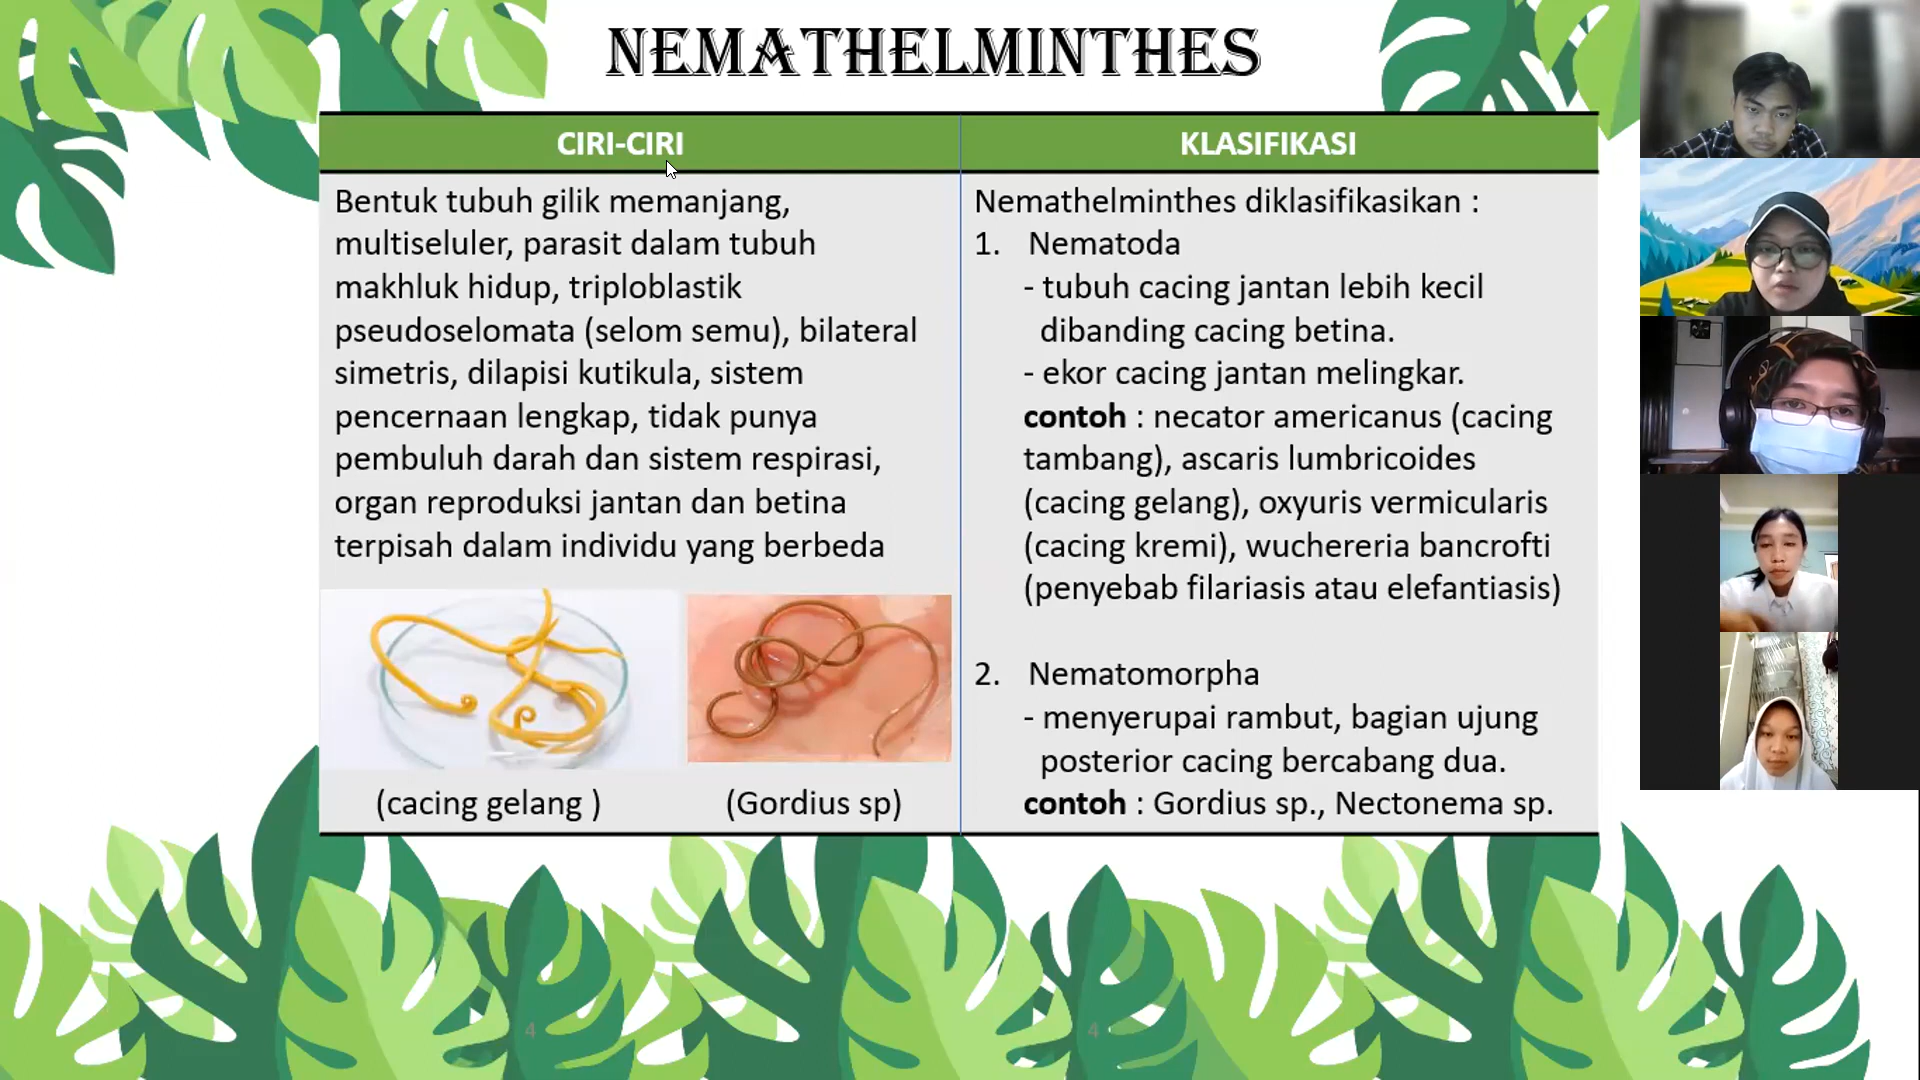 NEMATHELMINTHES
CIRI-CIRI
Bentuk tubuh gilik memanjang,
multiseluler, parasit dalam tubuh
makhluk hidup, triploblastik
pseudoselomata (selom semu), bilateral
simetris, dilapisi kutikula, sistem
pencernaan lengkap, tidak punya
pembuluh darah dan sistem respirasi,
organ reproduksi jantan dan betina
terpisah dalam individu yang berbeda
(cacing gelang )
(Gordius sp)
KLASIFIKASI
Nemathelminthes diklasifikasikan :
1. Nematoda
- tubuh cacing jantan lebih kecil
dibanding cacing betina.
- ekor cacing jantan melingkar.
contoh : necator americanus (cacing
tambang), ascaris lumbricoides
(cacing gelang), oxyuris vermicularis
(cacing kremi), wuchereria bancrofti
(penyebab filariasis atau elefantiasis)
2. Nematomorpha
- menyerupai rambut, bagian ujung
posterior cacing bercabang dua.
contoh : Gordius sp., Nectonema sp.
4
4